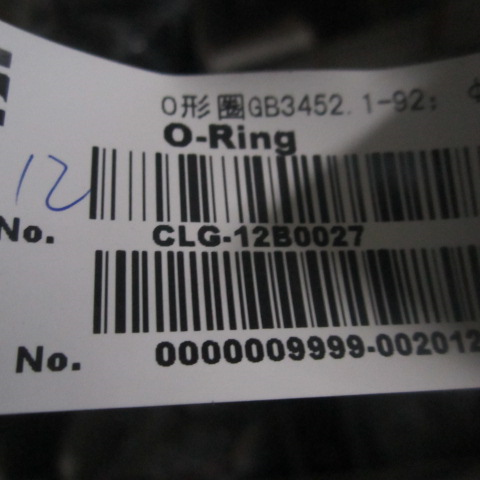 O形圈GB3452.1-92:
O-Ring
12
No. CLG-12B0027
No. 0000009999-002012